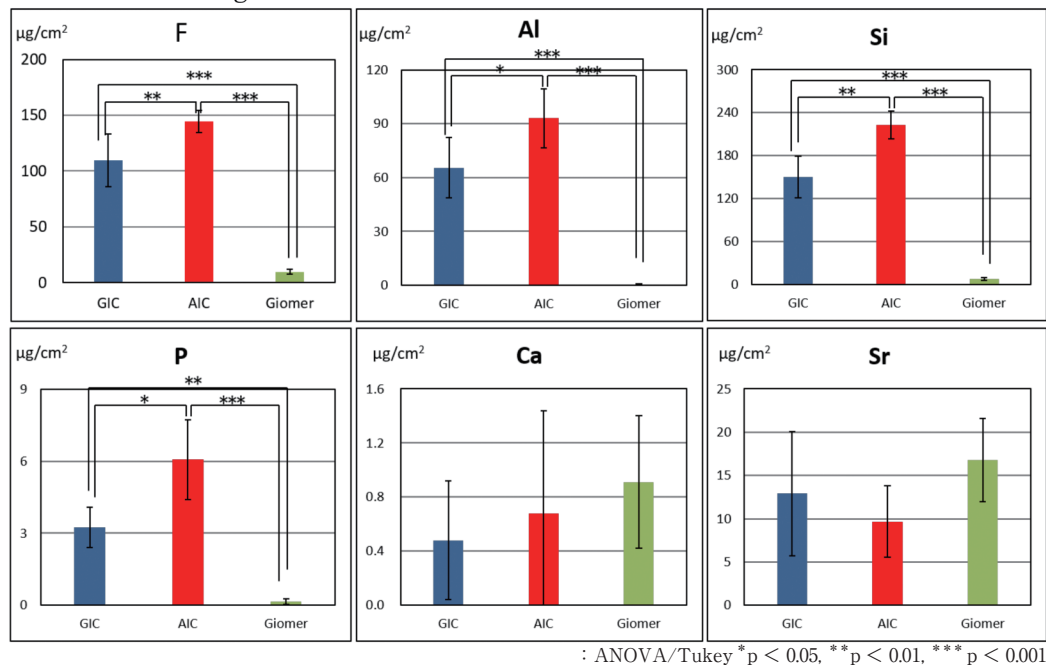 F
μg/cm²
200
150
100
50
0
***
**
***
GIC
AIC
Giomer
Al
μg/cm²
120
90
60
30
0
***
*
***
GIC
AIC
Giomer
Si
μg/cm²
300
240
180
120
60
0
***
**
***
GIC
AIC
Giomer
P
μg/cm²
9
6
3
0
**
*
***
GIC
AIC
Giomer
Ca
μg/cm²
1.6
1.2
0.8
0.4
0.0
GIC
AIC
Giomer
Sr
μg/cm²
25
20
15
10
5
0
GIC
AIC
Giomer
: ANOVA/Tukey *p < 0.05, **p < 0.01, *** p < 0.001